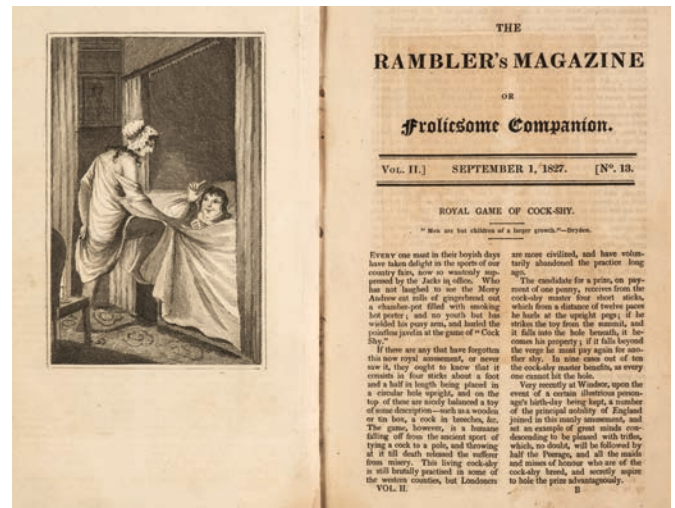 THE
RAMBLER's MAGAZINE
OR
Frolicsome Companion.
VOL. II.] SEPTEMBER 1, 1827. [No. 13.
ROYAL GAME OF COCK-SHY.
"Men are but children of a larger growth."—Dryden.
EVERY one must in their boyish days
have taken delight in the sports of our
country fairs, now so wantonly sup-
pressed by the Jacks in office. Who
has not laughed to see the Merry
Andrew eat rolls of gingerbread out
a chamber-pot filled with smoking
hot porter; and no youth but has
wielded his puny arm, and hurled the
pointless javelin at the game of "Cock
Shy."
If there are any that have forgotten
this now royal amusement, or never
saw it, they ought to know that it
consists in four sticks about a foot
and a half in length being placed in
a circular hole upright, and on the
top of these are nicely balanced a toy
of some description—such as a wooden
or tin box, a cock in breeches, &c.
The game, however, is a humane
falling off from the ancient sport of
tying a cock to a pole, and throwing
at it till death released the sufferer
from misery. This living cock-shy
is still brutally practised in some of
the western counties, but Londoners
VOL. II.
are more civilized, and have volun-
tarily abandoned the practice long
ago.
The candidate for a prize, on pay-
ment of one penny, receives from the
cock-shy master four short sticks,
which from a distance of twelve paces
he hurls at the upright pegs; if he
strikes the toy from the summit, and
it falls into the hole beneath, it be-
comes his property; if it falls beyond
the verge he must pay again for ano-
ther shy. In nine cases out of ten
the cock-shy master benefits, as every
one cannot hit the hole.
Very recently at Windsor, upon the
event of a certain illustrious person-
age's birth-day being kept, a number
of the principal nobility of England
joined in this manly amusement, and
set an example of great minds con-
descending to be pleased with trifles,
which, no doubt, will be followed by
half the Peerage, and all the maids
and misses of honour who are of the
cock-shy breed, and secretly aspire
to hole the prize advantageously.
B